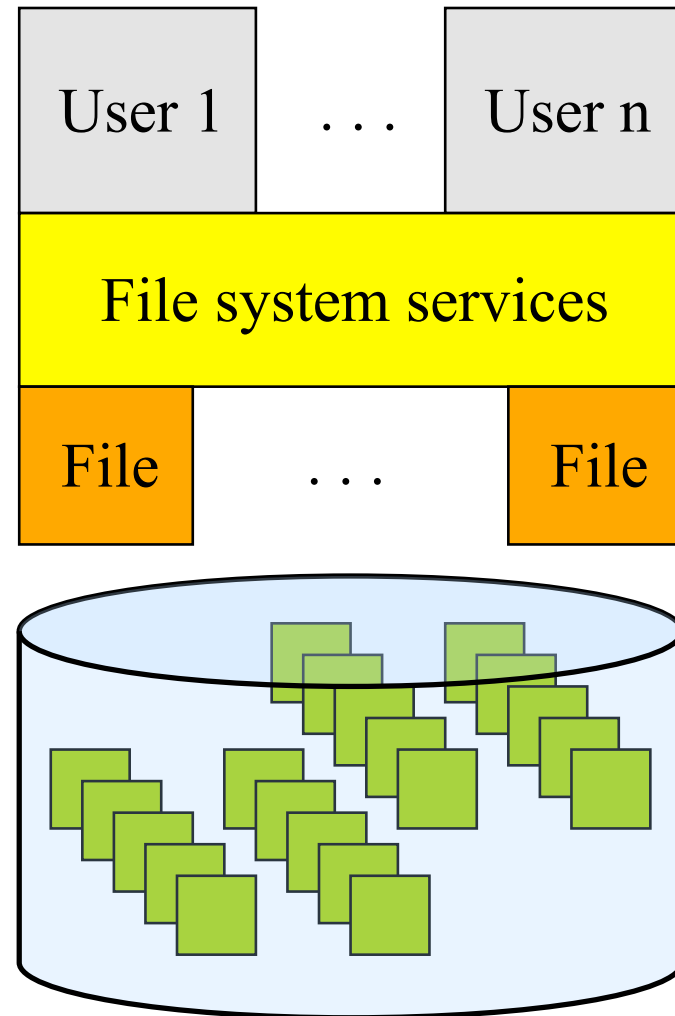 User 1 . . . User n
File system services
File . . . File